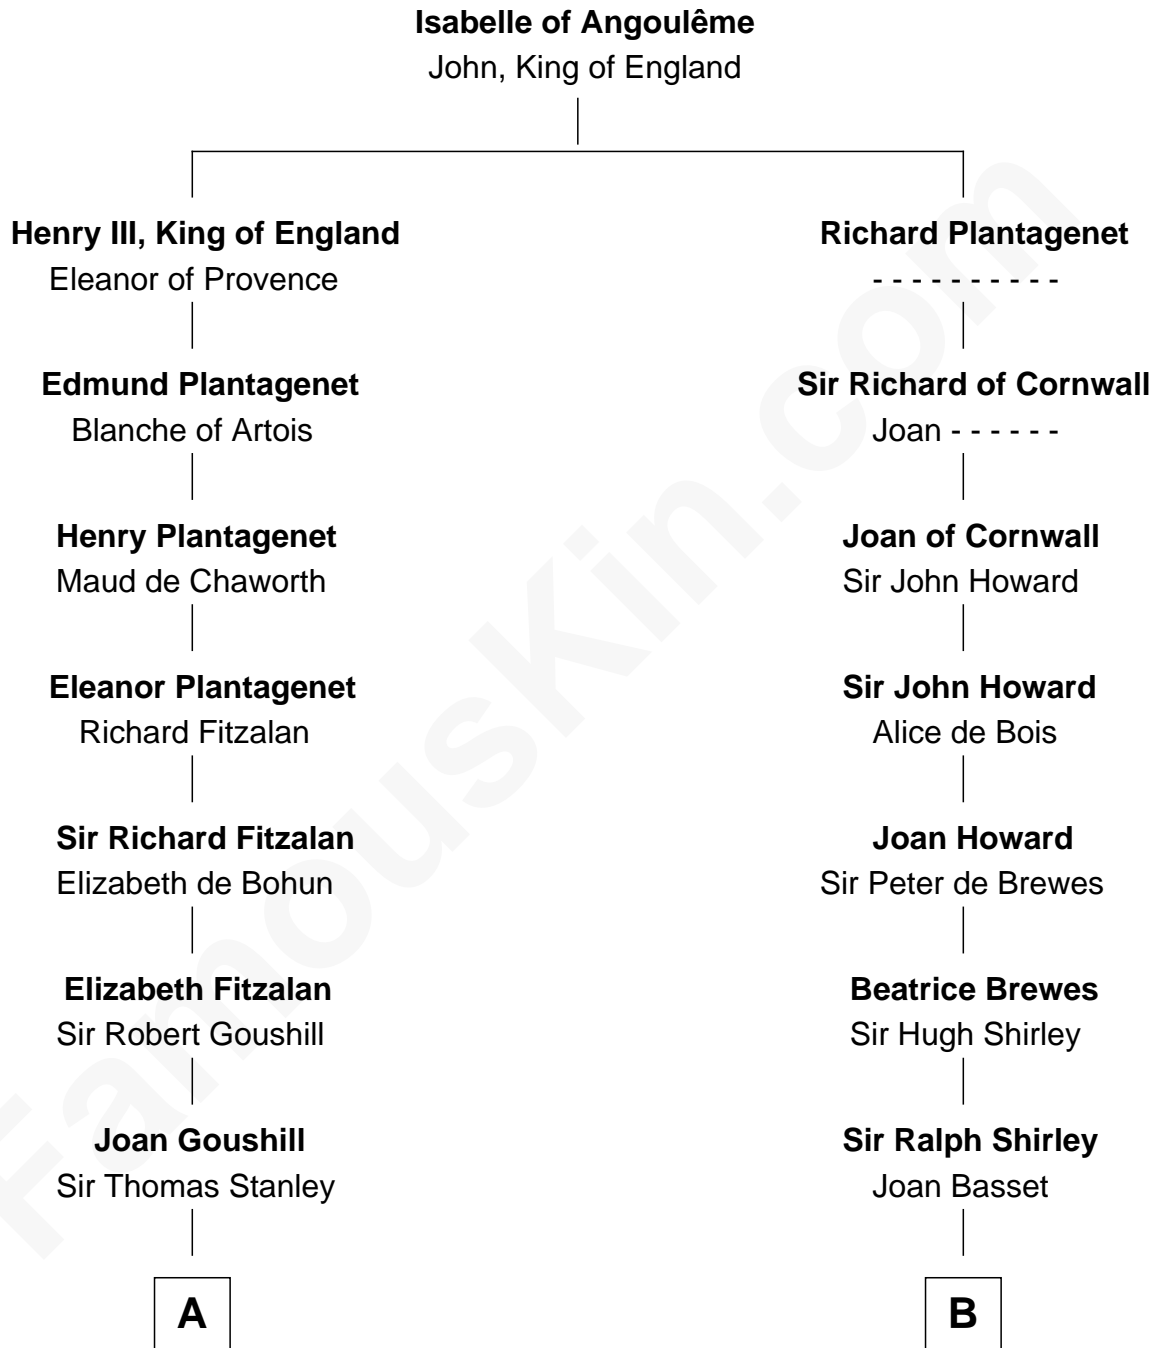 Isabelle of Angoulême
John, King of England
Henry III, King of England
Eleanor of Provence
Richard Plantagenet
- - - - - - - - - -
Edmund Plantagenet
Blanche of Artois
Sir Richard of Cornwall
Joan - - - - - -
Henry Plantagenet
Maud de Chaworth
Joan of Cornwall
Sir John Howard
Eleanor Plantagenet
Richard Fitzalan
Sir John Howard
Alice de Bois
Sir Richard Fitzalan
Elizabeth de Bohun
Joan Howard
Sir Peter de Brewes
Elizabeth Fitzalan
Sir Robert Goushill
Beatrice Brewes
Sir Hugh Shirley
Joan Goushill
Sir Thomas Stanley
Sir Ralph Shirley
Joan Basset
A
B
FamousKin.com